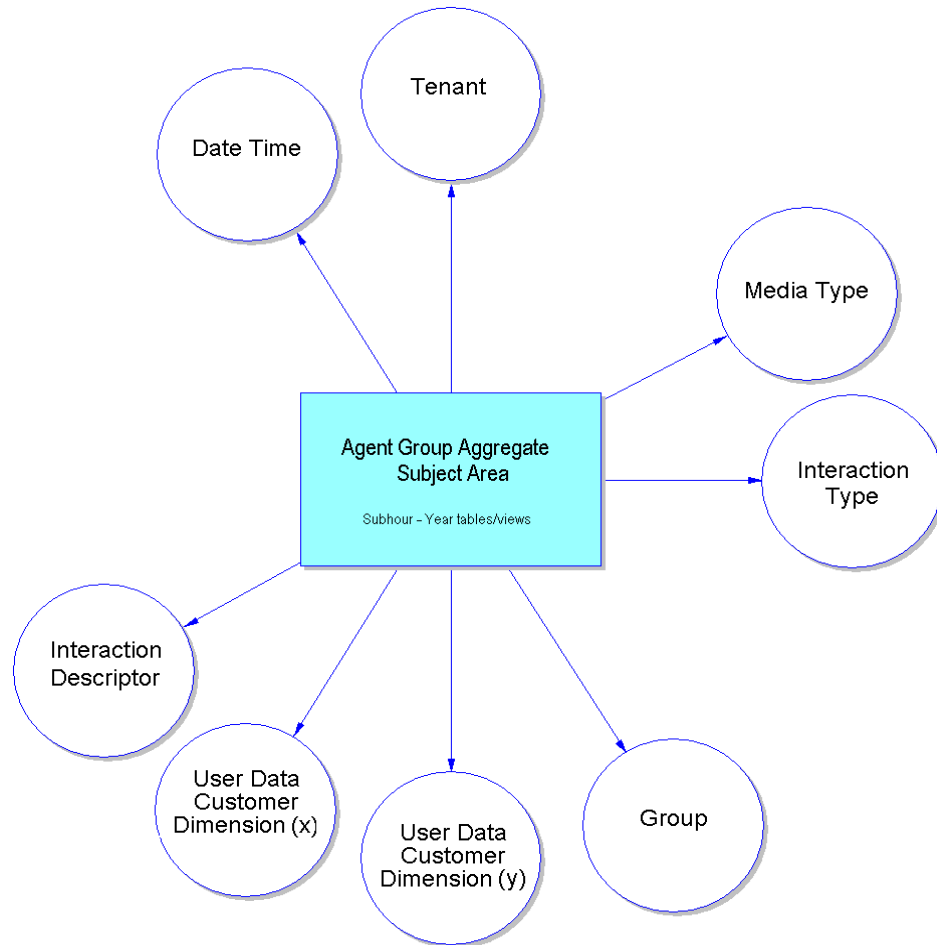 Tenant
Date Time
Media Type
Agent Group Aggregate
Subject Area
Subhour – Year tables/views
Interaction
Type
Interaction
Descriptor
User Data
Customer
Dimension (x)
User Data
Customer
Dimension (y)
Group